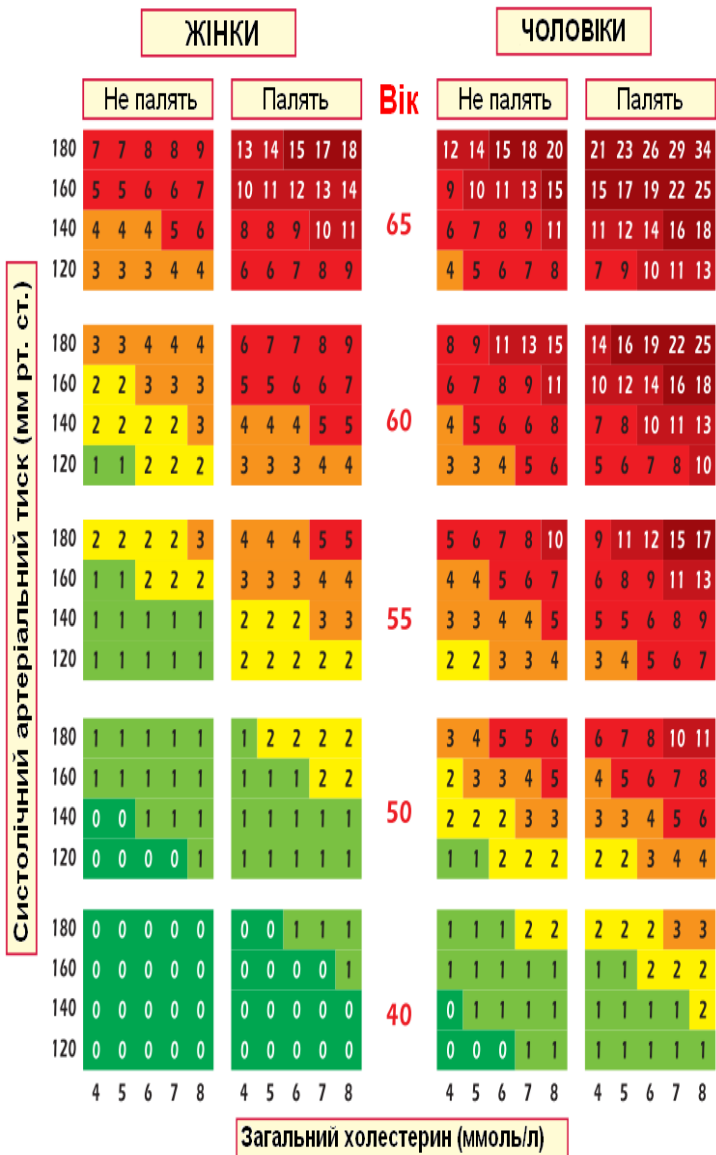 ЖІНКИ ЧОЛОВІКИ
Не палять Палять Вік Не палять Палять
180 7 7 8 8 9 13 14 15 17 18 12 14 15 18 20 21 23 26 29 34
160 5 5 6 6 7 10 11 12 13 14 9 10 11 13 15 15 17 19 22 25
140 4 4 4 5 6 8 8 9 10 11 65 6 7 8 9 11 11 12 14 16 18
120 3 3 3 4 4 6 6 7 8 9 4 5 6 7 8 7 9 10 11 13
180 3 3 4 4 4 6 7 7 8 9 8 9 11 13 15 14 16 19 22 25
160 2 2 3 3 3 5 5 6 6 7 6 7 8 9 11 10 12 14 16 18
140 2 2 2 2 3 4 4 4 5 5 60 4 5 6 6 8 7 8 10 11 13
120 1 1 2 2 2 3 3 3 4 4 3 3 4 5 6 5 6 7 8 10
180 2 2 2 2 3 4 4 4 5 5 5 6 7 8 10 9 11 12 15 17
160 1 1 2 2 2 3 3 3 4 4 4 4 5 6 7 6 8 9 11 13
140 1 1 1 1 1 2 2 2 3 3 55 3 3 4 4 5 5 5 6 8 9
120 1 1 1 1 1 2 2 2 2 2 2 2 3 3 4 3 4 5 6 7
180 1 1 1 1 1 1 2 2 2 2 3 4 5 5 6 6 7 8 10 11
160 1 1 1 1 1 1 1 1 2 2 2 3 3 4 5 4 5 6 7 8
140 0 0 1 1 1 1 1 1 1 1 50 2 2 2 3 3 3 3 4 5 6
120 0 0 0 0 1 1 1 1 1 1 1 1 2 2 2 2 2 3 4 4
180 0 0 0 0 0 0 0 1 1 1 1 1 1 2 2 2 2 2 3 3
160 0 0 0 0 0 0 0 0 0 1 1 1 1 1 1 1 1 2 2 2
140 0 0 0 0 0 0 0 0 0 0 40 0 1 1 1 1 1 1 1 1 2
120 0 0 0 0 0 0 0 0 0 0 0 0 0 1 1 1 1 1 1 1
4 5 6 7 8 4 5 6 7 8 4 5 6 7 8 4 5 6 7 8
Систолічний артеріальний тиск (мм рт. ст.)
Загальний холестерин (ммоль/л)